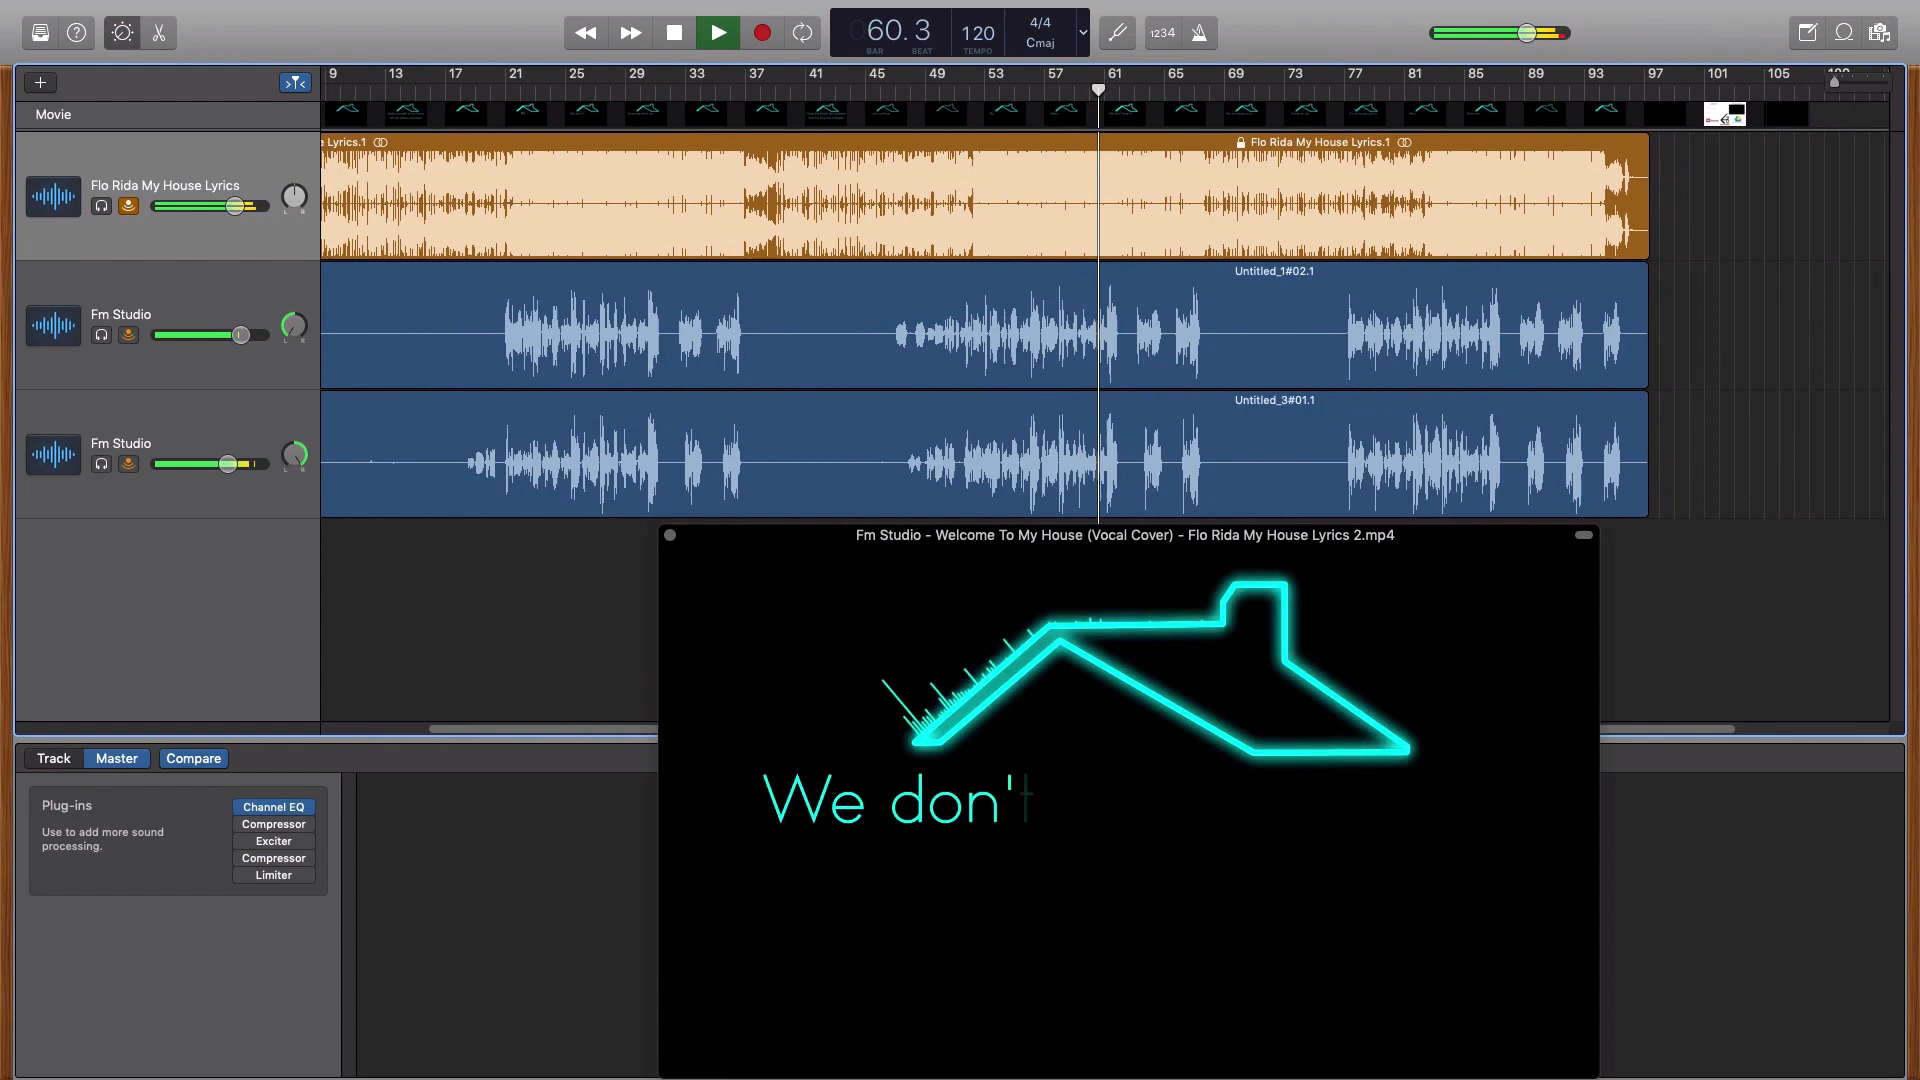 60. 3
BAR
BEAT
120
TEMPO
4/4
Cmaj
1234
9 13 17 21 25 29 33 37 41 45 49 53 57 61 65 69 73 77 81 85 89 93 97 101 105
Movie
Lyrics.1
Flo Rida My House Lyrics.1
Flo Rida My House Lyrics
L R
Untitled_1#02.1
Fm Studio
L R
Untitled_3#01.1
Fm Studio
L R
Fm Studio - Welcome To My House (Vocal Cover) - Flo Rida My House Lyrics 2.mp4
We don't
Track Master Compare
Plug-ins
Use to add more sound
processing.
Channel EQ
Compressor
Exciter
Compressor
Limiter